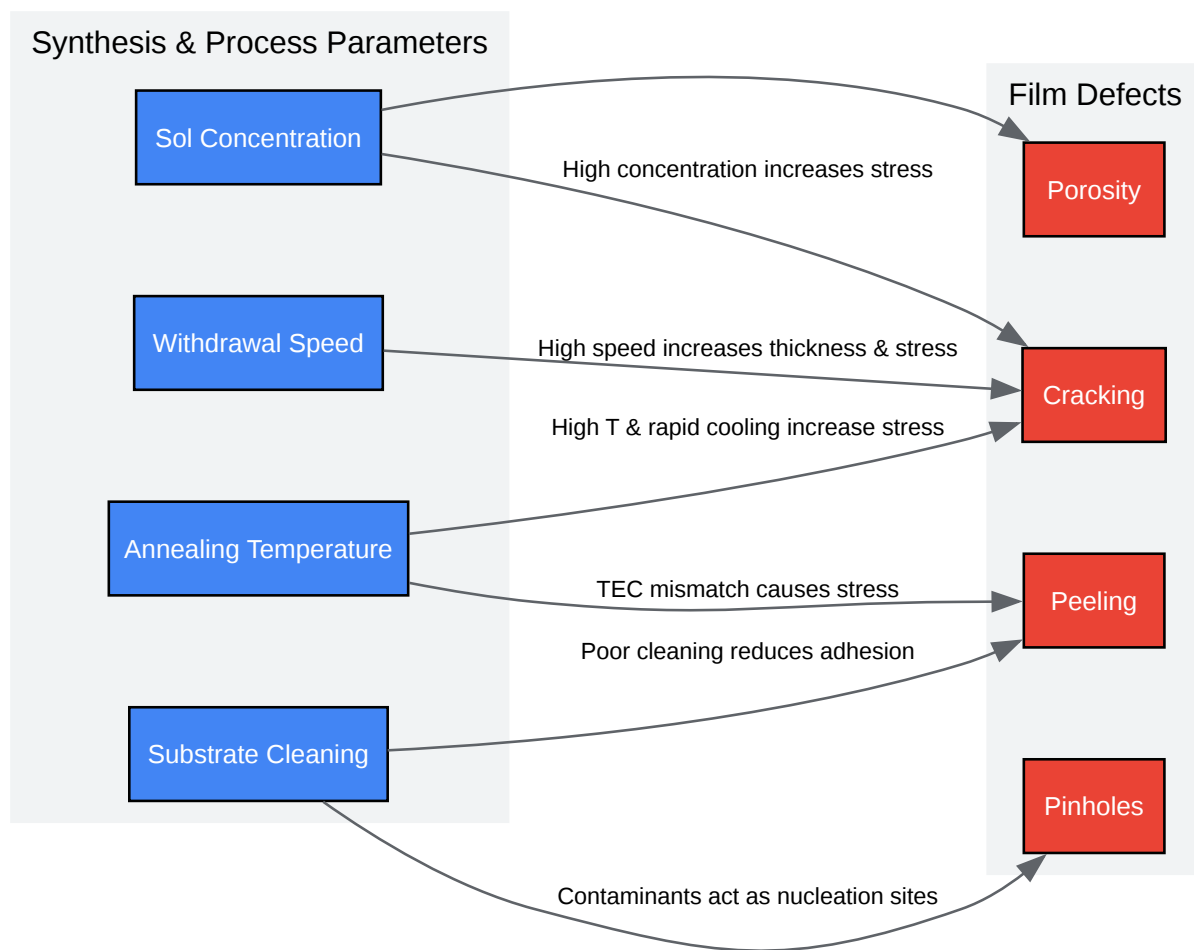 Synthesis & Process Parameters
Film Defects
Sol Concentration
High concentration increases stress
Porosity
Withdrawal Speed
High speed increases thickness & stress
Cracking
High T & rapid cooling increase stress
Annealing Temperature
TEC mismatch causes stress
Peeling
Poor cleaning reduces adhesion
Substrate Cleaning
Pinholes
Contaminants act as nucleation sites